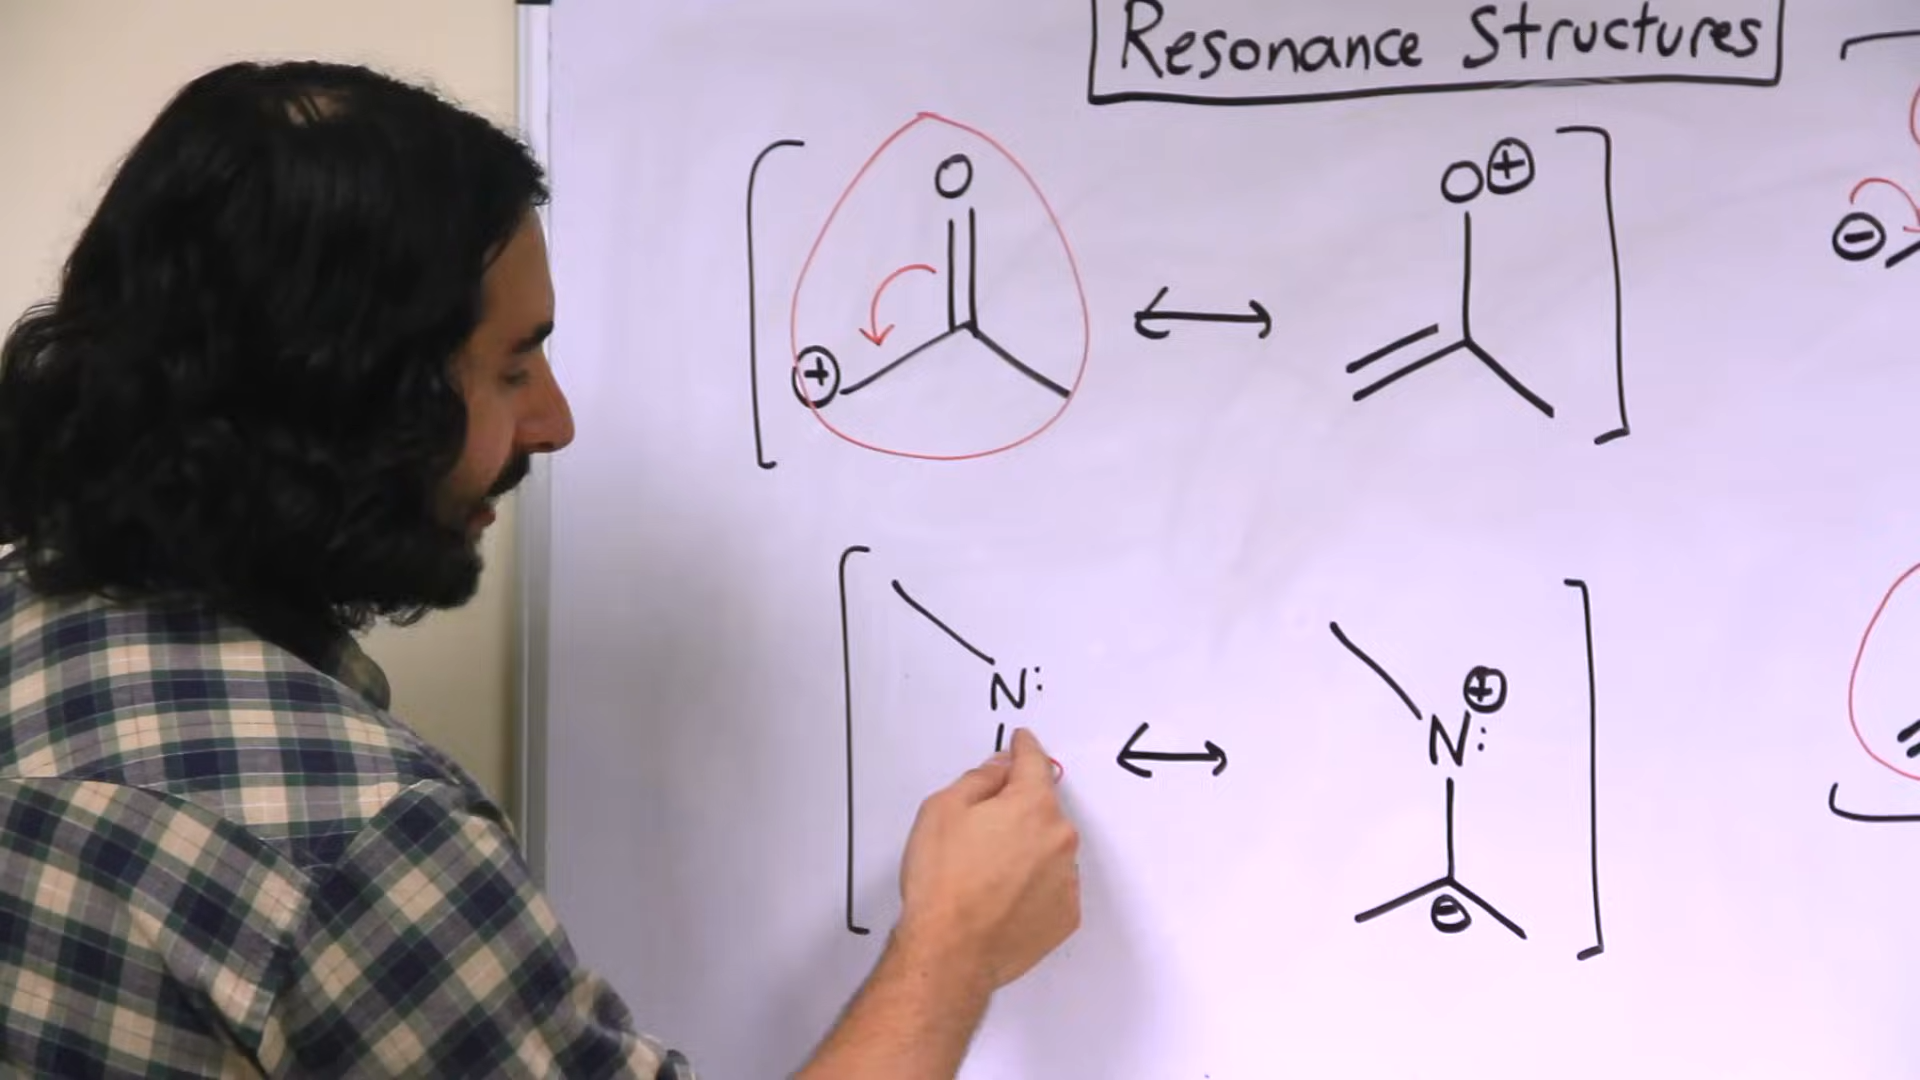 Resonance Structures
O
O⊕
⊕
⊖
N:
⊕
N:
⊖